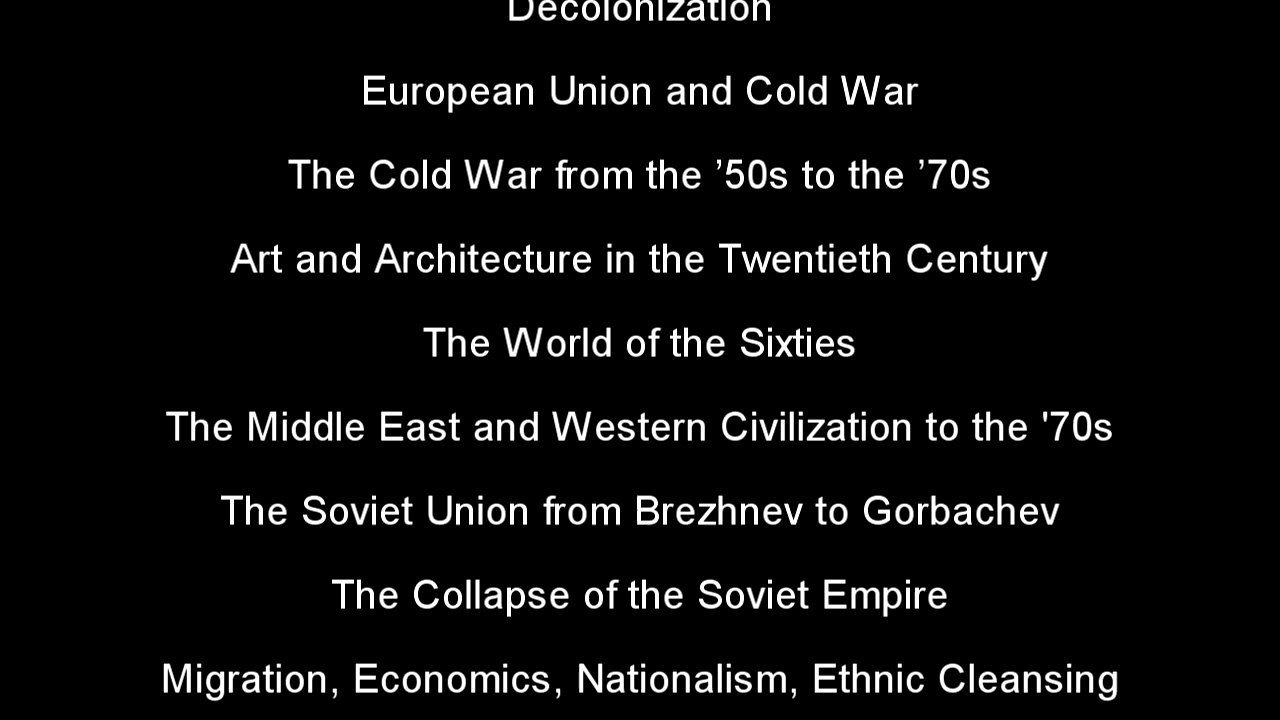 Decolonization
European Union and Cold War
The Cold War from the ’50s to the ’70s
Art and Architecture in the Twentieth Century
The World of the Sixties
The Middle East and Western Civilization to the '70s
The Soviet Union from Brezhnev to Gorbachev
The Collapse of the Soviet Empire
Migration, Economics, Nationalism, Ethnic Cleansing